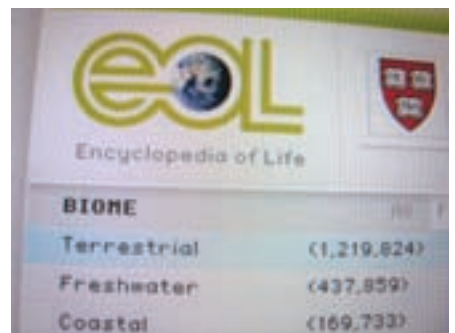 eOL
Encyclopedia of Life
BIOME
Terrestrial (1,219,824)
Freshwater (437,859)
Coastal (169,733)